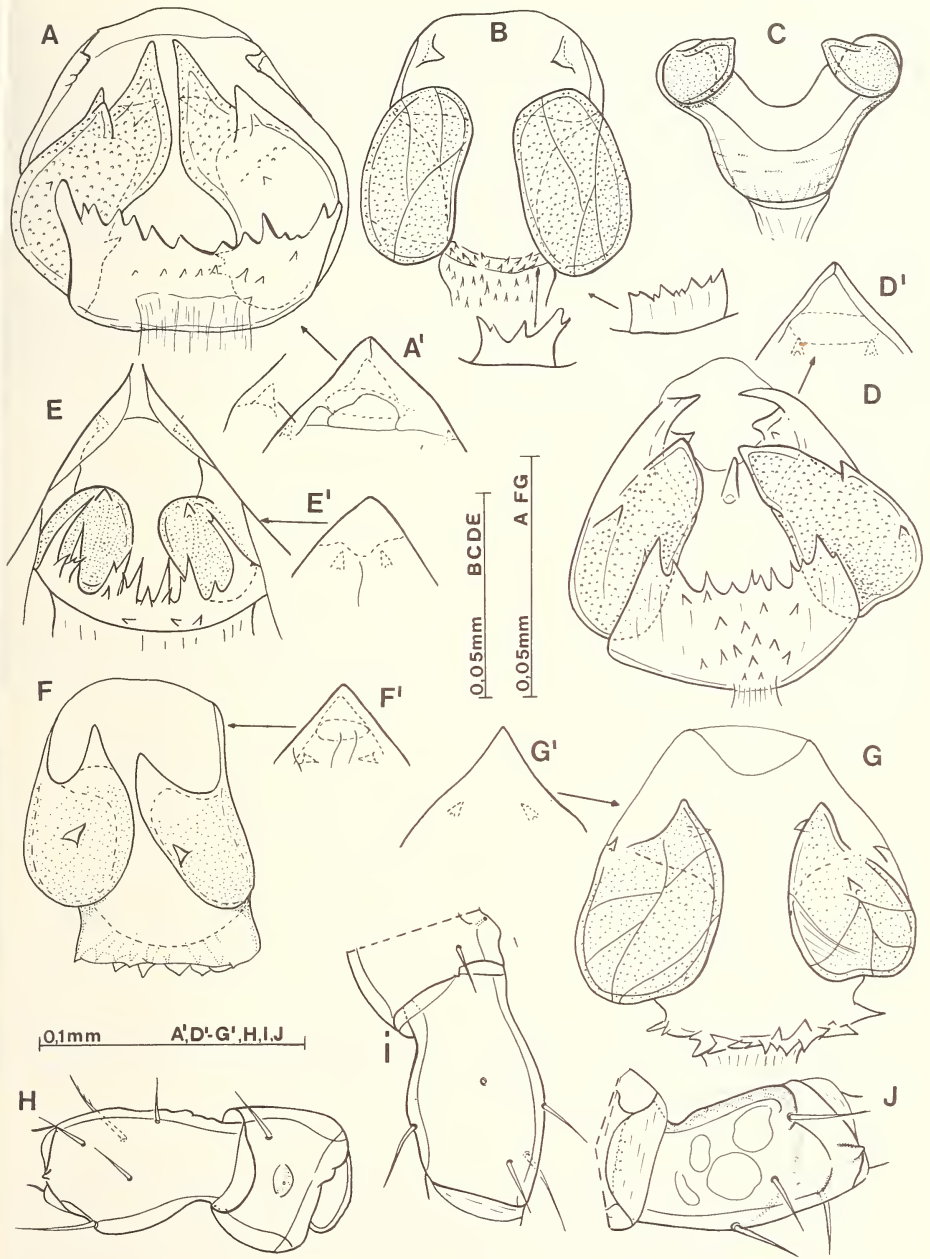 A
B
C
D'
A'
D
E
E'
BCDE
A FG
0,05mm
0,05mm
F
F'
G'
G
0,1mm A',D'-G',H,I,J
i
H
J